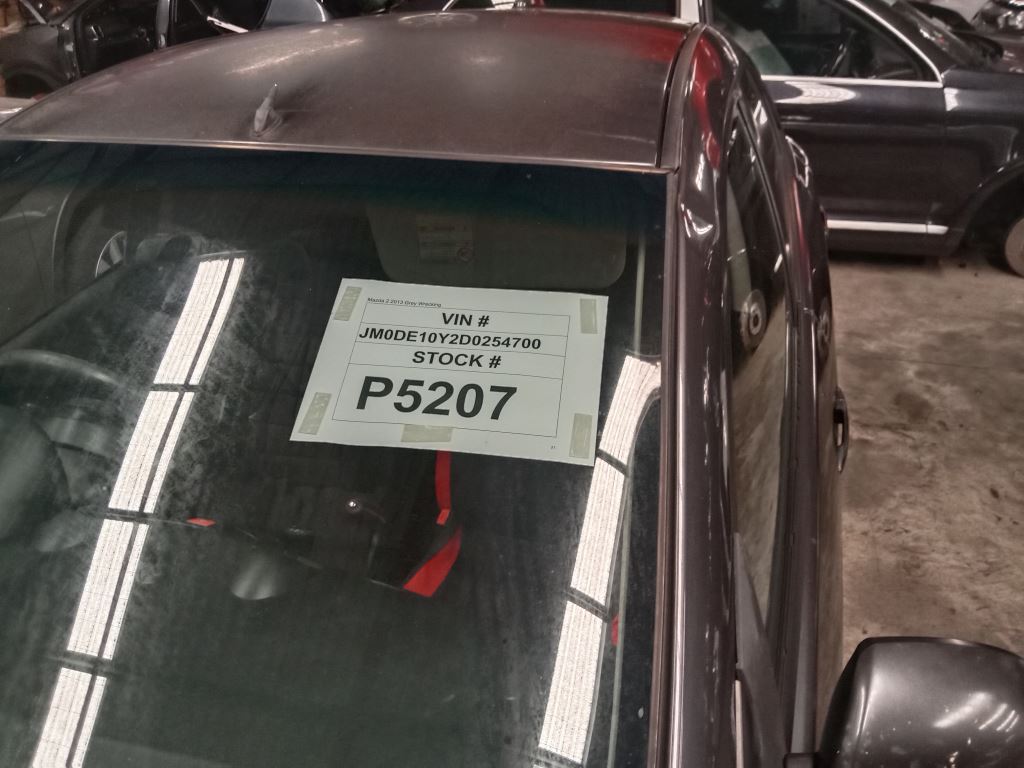 Mazda 2 2013 Grey Wrecking
VIN #
JM0DE10Y2D0254700
STOCK #
P5207